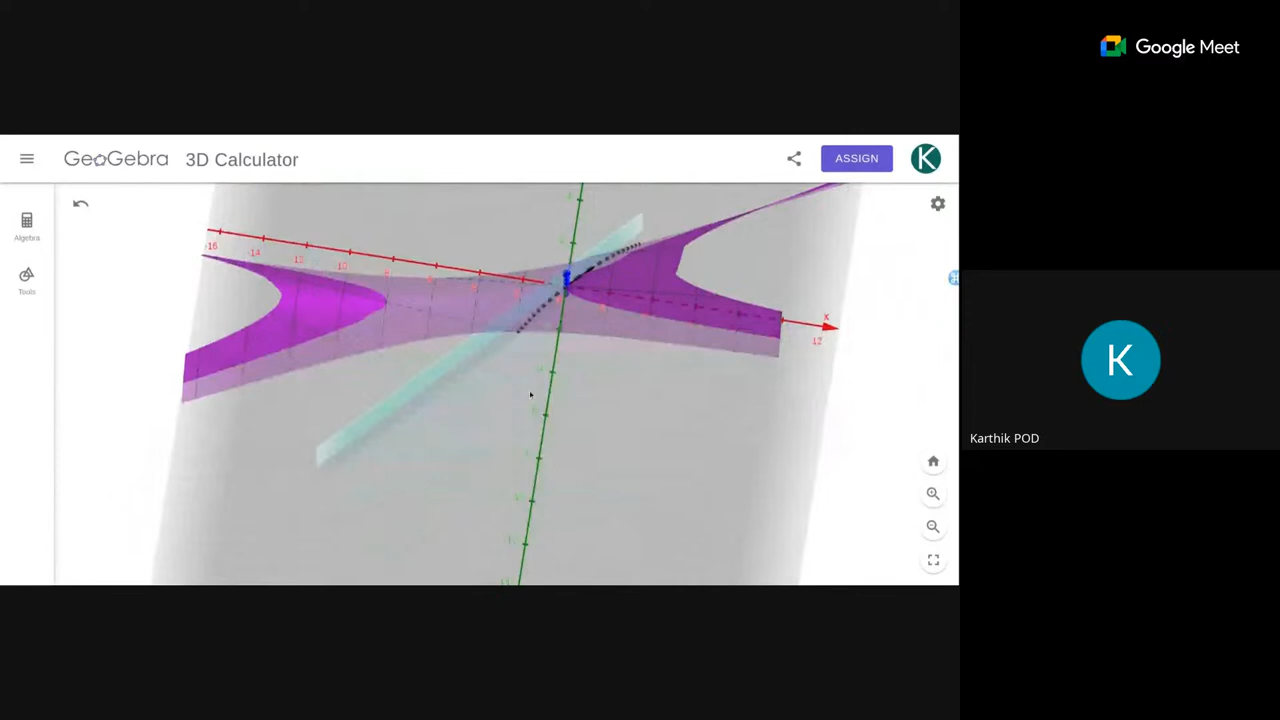 Google Meet
GeoGebra 3D Calculator
ASSIGN
K
Algebra
Tools
-16
-14
12
10
x
12
K
Karthik POD